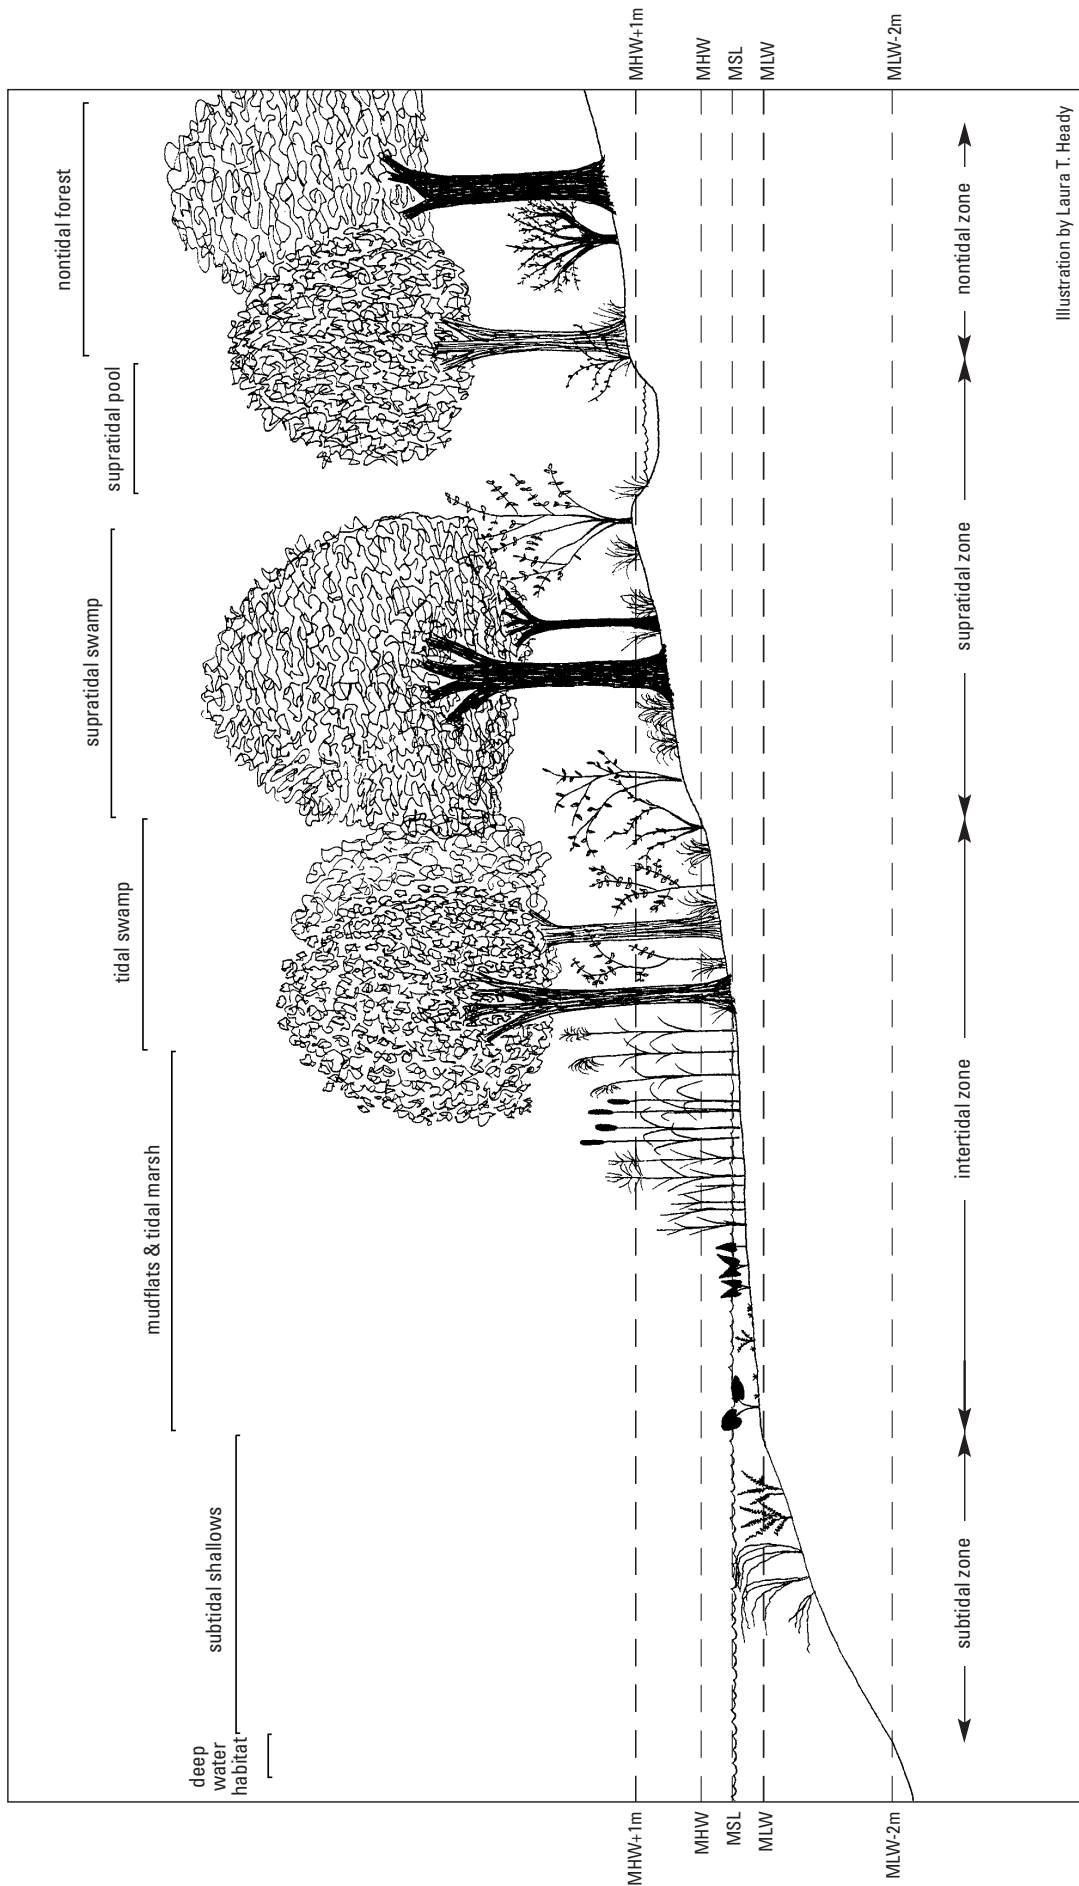 deep
water
habitat
subtidal shallows
mudflats & tidal marsh
tidal swamp
supratidal swamp
supratidal pool
nontidal forest
MHW+1m
MHW+1m
MHW
MHW
MSL
MSL
MLW
MLW
MLW-2m
MLW-2m
subtidal zone
intertidal zone
supratidal zone
nontidal zone
Illustration by Laura T. Heady